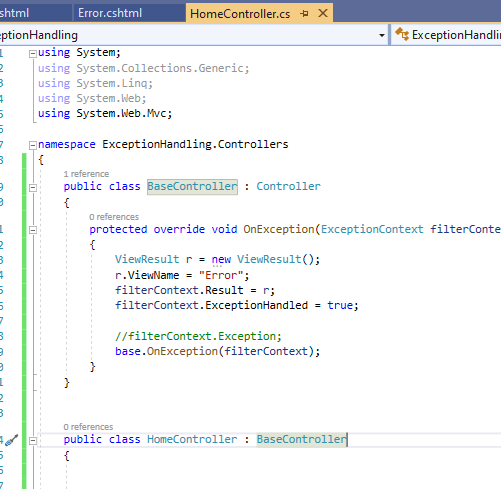 shtml Error.cshtml HomeController.cs
eptionHandling ExceptionHandlin
using System;
using System.Collections.Generic;
using System.Linq;
using System.Web;
using System.Web.Mvc;
namespace ExceptionHandling.Controllers
{
1 reference
public class BaseController : Controller
{
0 references
protected override void OnException(ExceptionContext filterConte
{
ViewResult r = new ViewResult();
r.ViewName = "Error";
filterContext.Result = r;
filterContext.ExceptionHandled = true;
//filterContext.Exception;
base.OnException(filterContext);
}
}
0 references
public class HomeController : BaseController
{